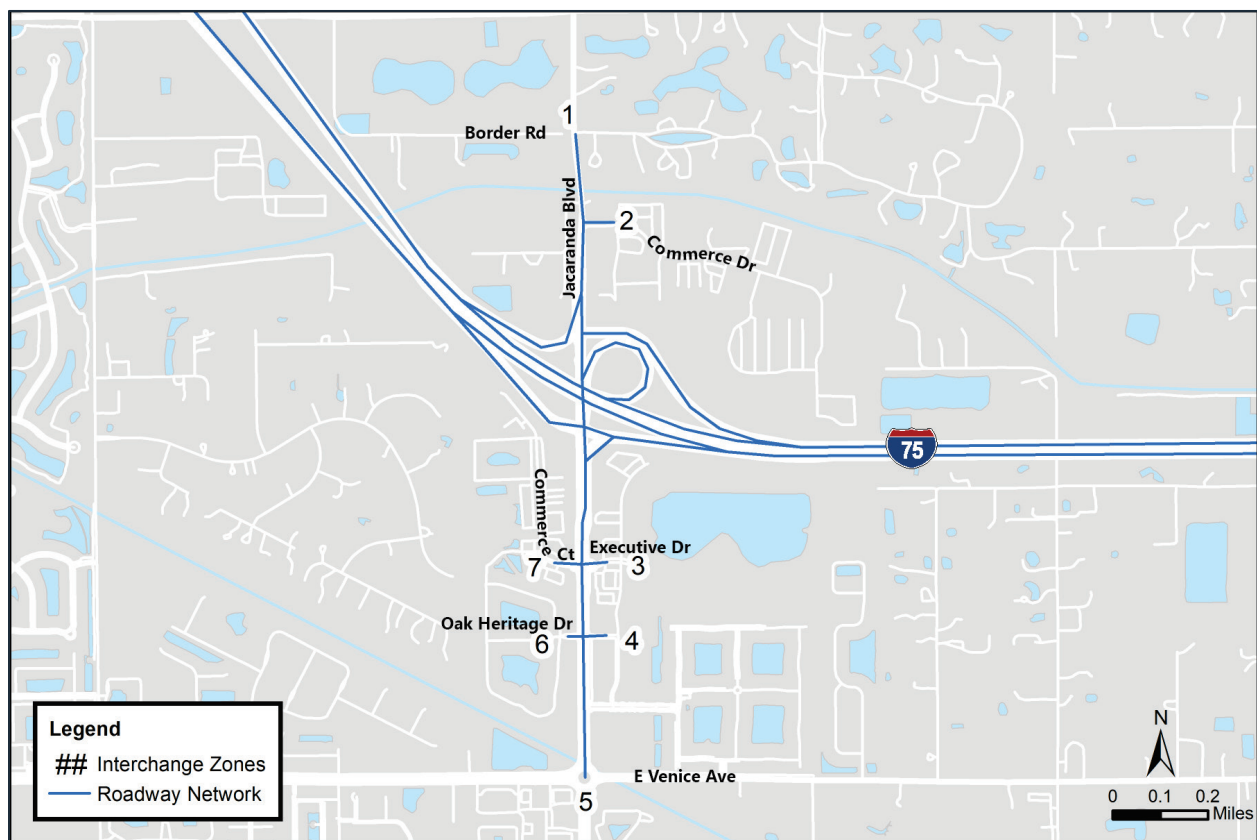 1
Border Rd
Jacaranda Blvd
2
Commerce Dr
75
Commerce
Ct
Executive Dr
7
3
Oak Heritage Dr
6
4
Legend
## Interchange Zones
Roadway Network
E Venice Ave
5
N
0 0.1 0.2
Miles